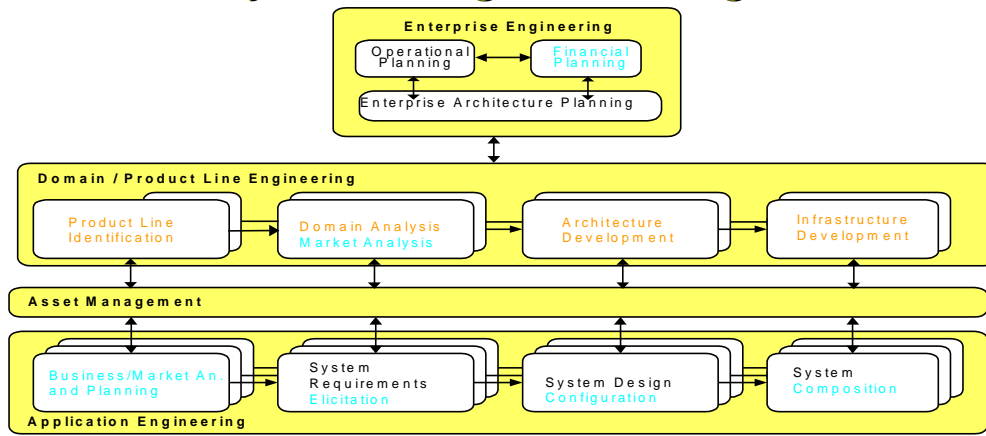 Enterprise Engineering
Operational
Planning
Financial
Planning
Enterprise Architecture Planning
Domain / Product Line Engineering
Product Line
Identification
Domain Analysis
Market Analysis
Architecture
Development
Infrastructure
Development
Asset Management
Business/Market An.
and Planning
System
Requirements
Elicitation
System Design
Configuration
System
Composition
Application Engineering